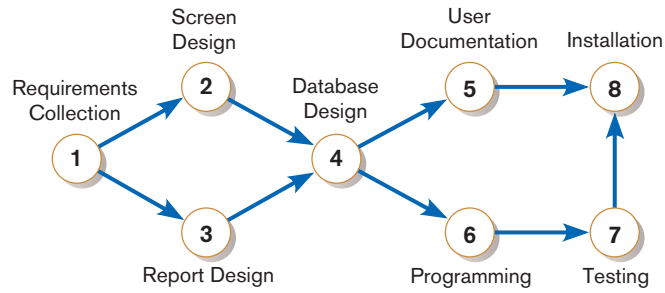 Screen
Design
User
Documentation
Installation
Requirements
Collection
2
Database
Design
5
8
1
4
3
6
7
Report Design
Programming
Testing